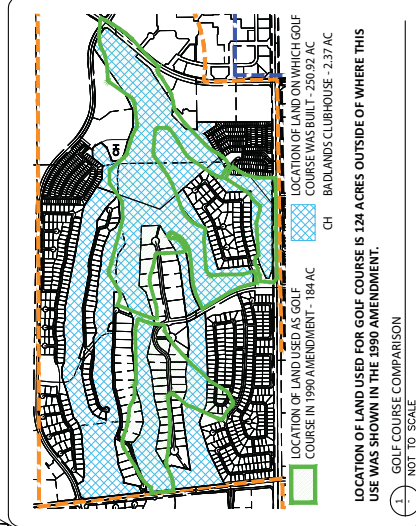 CH
LOCATION OF LAND USED AS GOLF
COURSE IN 1990 AMENDMENT - 184 AC
LOCATION OF LAND ON WHICH GOLF
COURSE WAS BUILT - 250.92 AC
CH BADLANDS CLUBHOUSE - 2.37 AC
LOCATION OF LAND USED FOR GOLF COURSE IS 124 ACRES OUTSIDE OF WHERE THIS
USE WAS SHOWN IN THE 1990 AMENDMENT.
1
-
GOLF COURSE COMPARISON
NOT TO SCALE